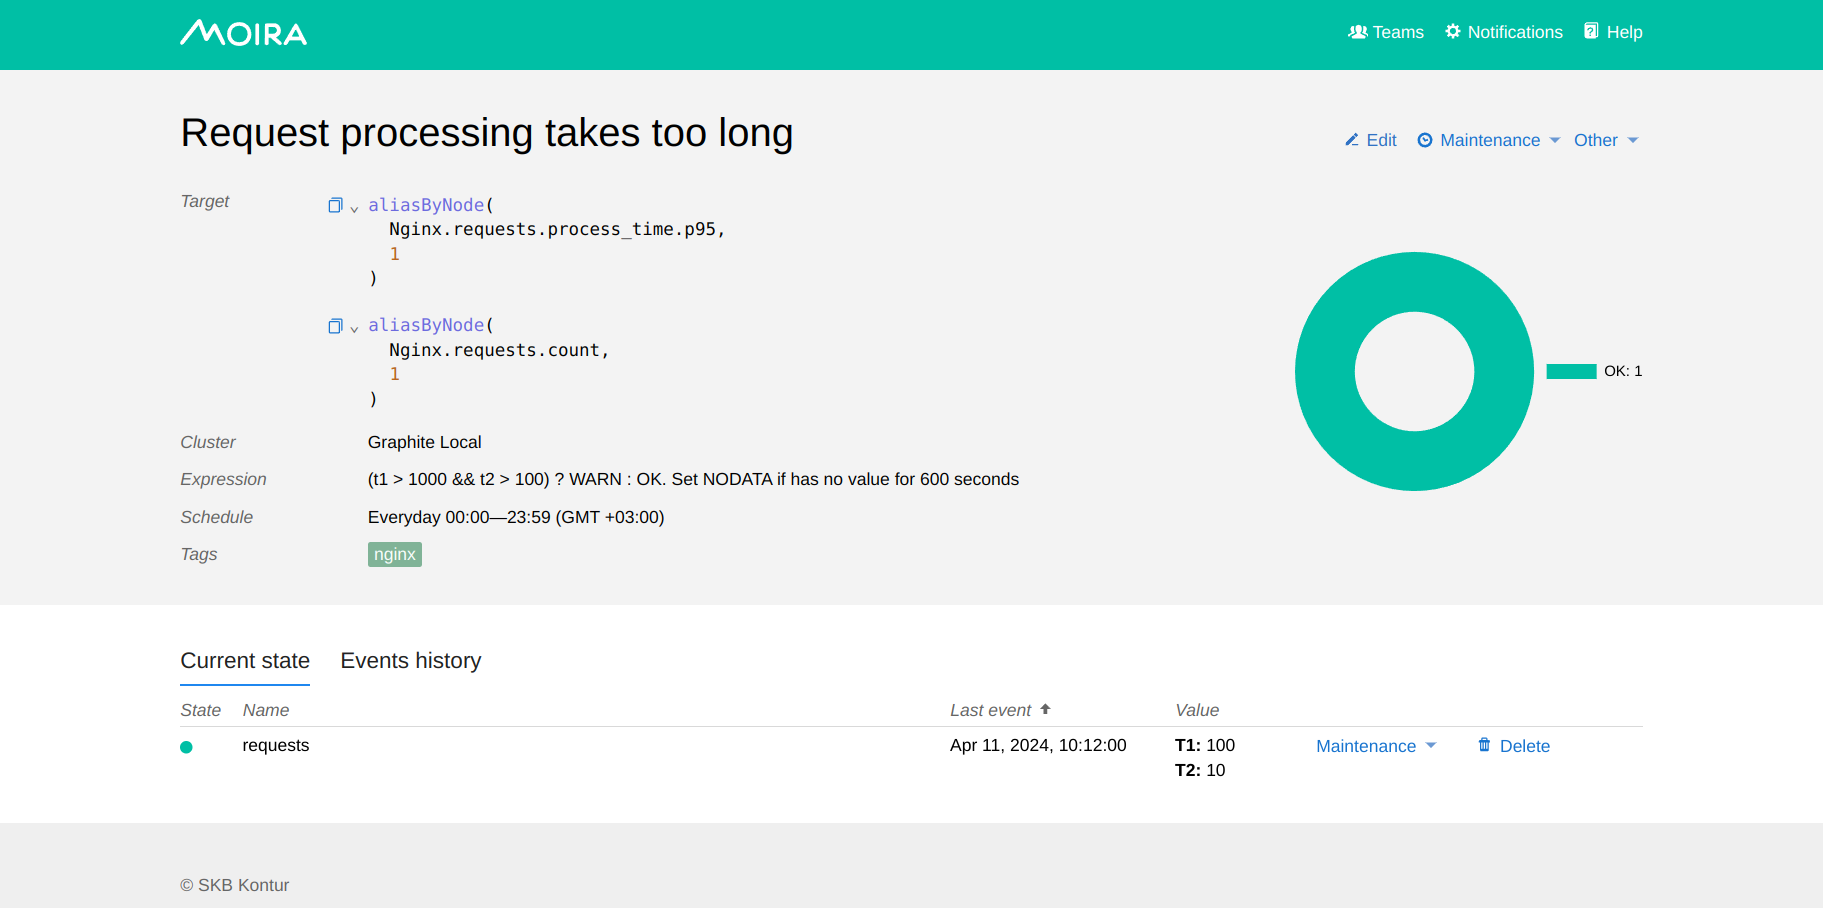 MOIRA
Teams Notifications Help
Request processing takes too long
Edit Maintenance Other
Target
aliasByNode(
Nginx.requests.process_time.p95,
1
)
aliasByNode(
Nginx.requests.count,
1
)
OK: 1
Cluster Graphite Local
Expression (t1 > 1000 && t2 > 100) ? WARN : OK. Set NODATA if has no value for 600 seconds
Schedule Everyday 00:00—23:59 (GMT +03:00)
Tags nginx
Current state Events history
State Name Last event Value
requests Apr 11, 2024, 10:12:00 T1: 100 Maintenance Delete
T2: 10
© SKB Kontur